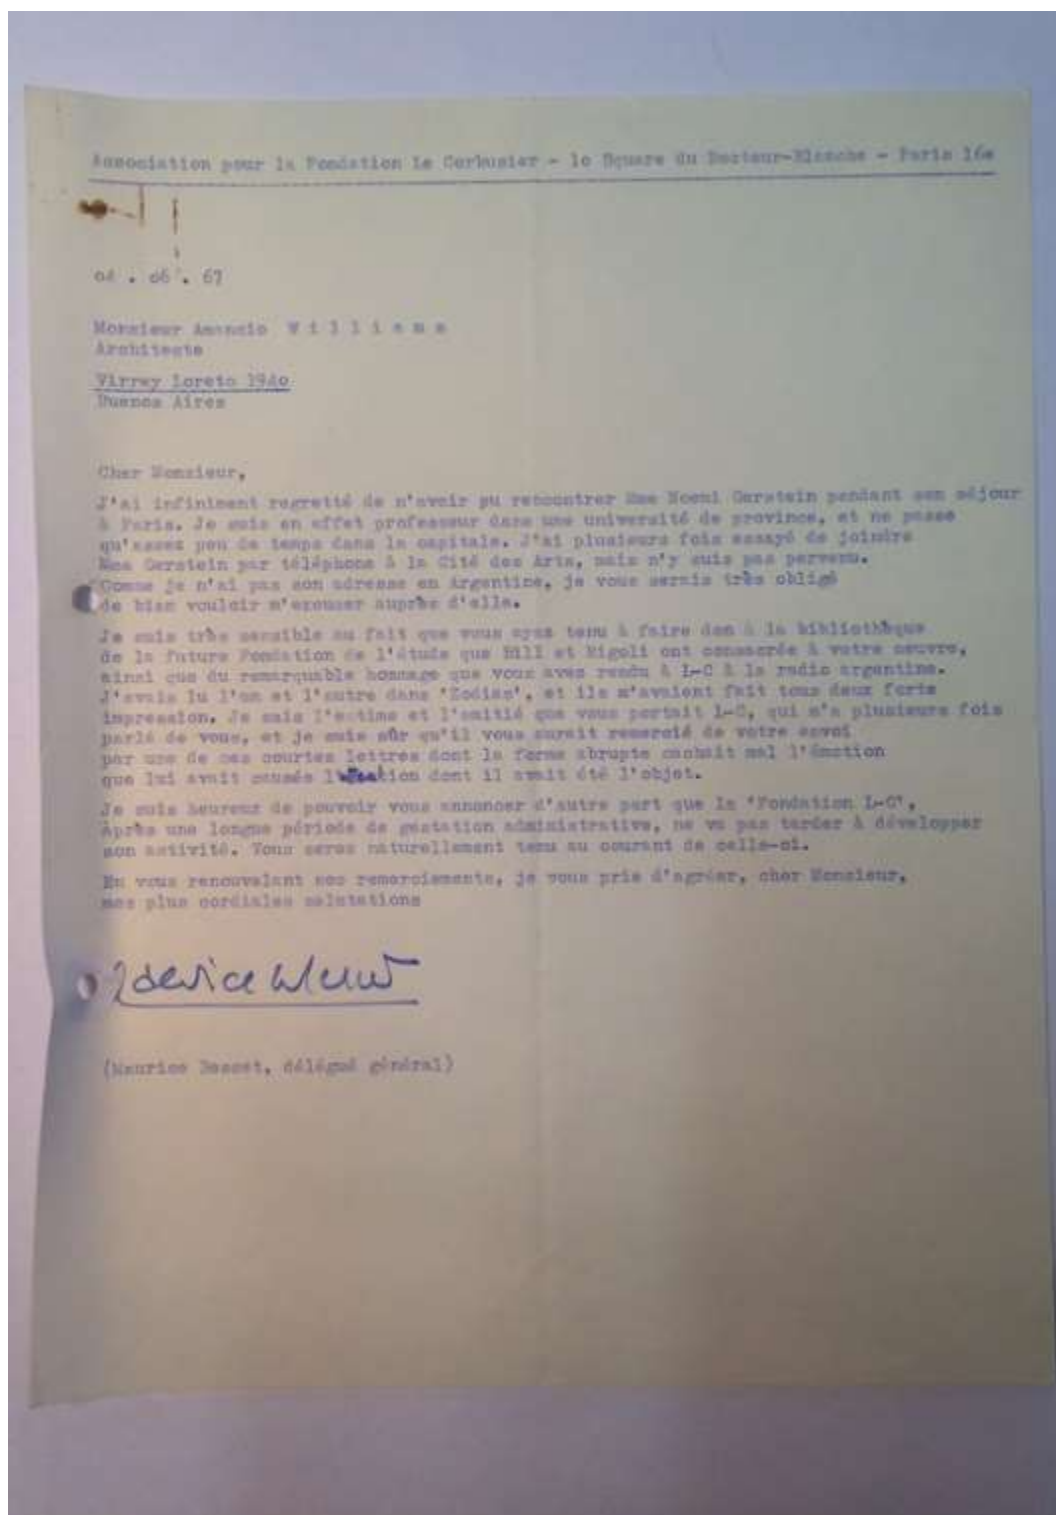 Association pour la Fondation Le Corbusier - 10 Square du Docteur-Blanche - Paris 16e
. 06 . 67
Monsieur Amancio W i l l i a m s
Architecte
Virrey Loreto 1940
Buenos Aires
Cher Monsieur,
J'ai infiniment regretté de n'avoir pu rencontrer Mme Noemi Gerstein pendant son séjour
à Paris. Je suis en effet professeur dans une université de province, et ne passe
qu'assez peu de temps dans la capitale. J'ai plusieurs fois essayé de joindre
Mme Gerstein par téléphone à la Cité des Arts, mais n'y suis pas parvenu.
Comme je n'ai pas son adresse en Argentine, je vous serais très obligé
de bien vouloir m'excuser auprès d'elle.
Je suis très sensible au fait que vous ayez tenu à faire don à la bibliothèque
de la future Fondation de l'étude que et Rigoli ont consacrée à votre oeuvre,
ainsi que du remarquable hommage que vous avez rendu à L-C à la radio argentine.
J'avais lu l'un et l'autre dans 'Zodiac', et ils m'avaient fait tous deux forte
impression. Je sais l'estime et l'amitié que vous portait L-C, qui m'a plusieurs fois
parlé de vous, et je suis sûr qu'il vous aurait remercié de votre envoi
par une de ces courtes lettres dont la forme abrupte cachait mal l'émotion
que lui avait causée dont il avait été l'objet.
Je suis heureux de pouvoir vous annoncer d'autre part que la 'Fondation L-C',
Après une longue période de gestation administrative, ne va pas tarder à développer
son activité. Vous serez naturellement tenu au courant de celle-ci.
En vous renouvelant mes remerciements, je vous prie d'agréer, cher Monsieur,
mes plus cordiales salutations
(Maurice Besset, délégué général)